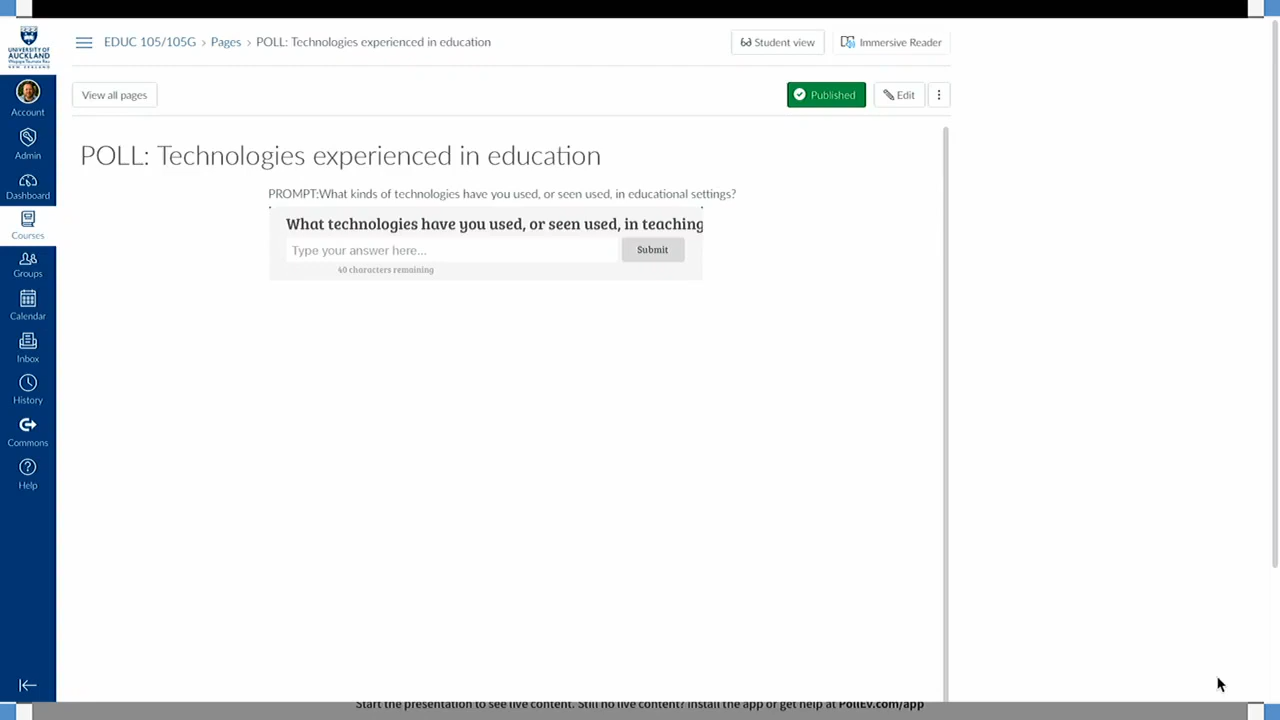 UNIVERSITY OF
AUCKLAND
NEW ZEALAND
EDUC 105/105G › Pages › POLL: Technologies experienced in education
Student view
Immersive Reader
View all pages
Published
Edit
Account
Admin
Dashboard
Courses
Groups
Calendar
Inbox
History
Commons
Help
POLL: Technologies experienced in education
PROMPT:What kinds of technologies have you used, or seen used, in educational settings?
What technologies have you used, or seen used, in teaching
Type your answer here...
Submit
40 characters remaining
Start the presentation to see live content. Still no live content? Install the app or get help at PollEv.com/app